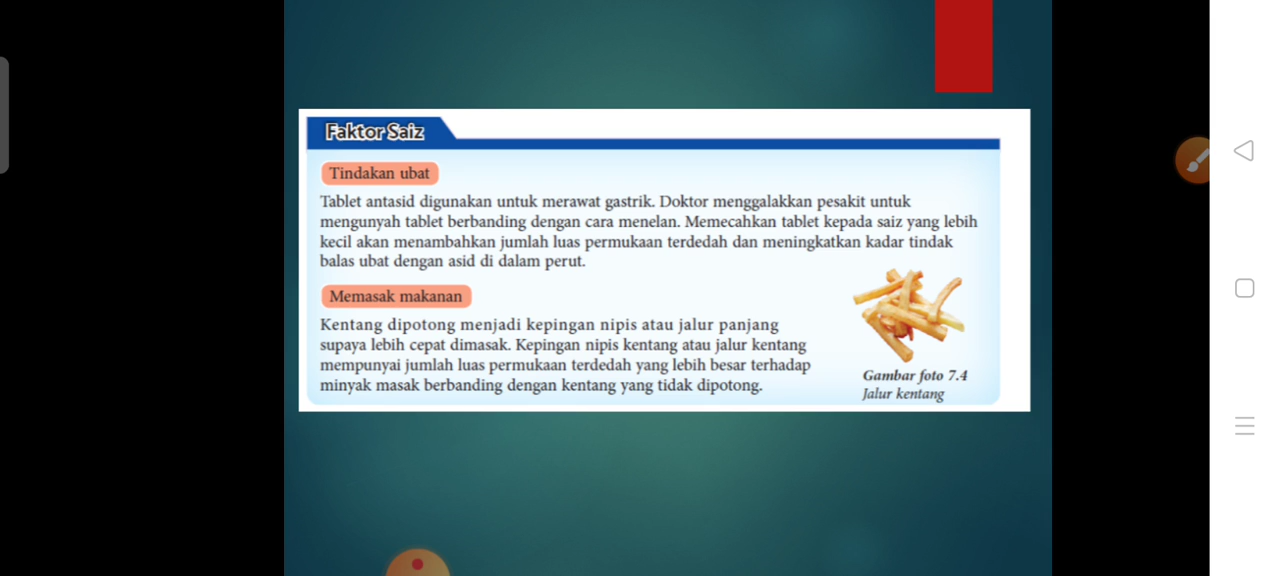 Faktor Saiz
Tindakan ubat
Tablet antasid digunakan untuk merawat gastrik. Doktor menggalakkan pesakit untuk
mengunyah tablet berbanding dengan cara menelan. Memecahkan tablet kepada saiz yang lebih
kecil akan menambahkan jumlah luas permukaan terdedah dan meningkatkan kadar tindak
balas ubat dengan asid di dalam perut.
Memasak makanan
Kentang dipotong menjadi kepingan nipis atau jalur panjang
supaya lebih cepat dimasak. Kepingan nipis kentang atau jalur kentang
mempunyai jumlah luas permukaan terdedah yang lebih besar terhadap
minyak masak berbanding dengan kentang yang tidak dipotong.
Gambar foto 7.4
Jalur kentang